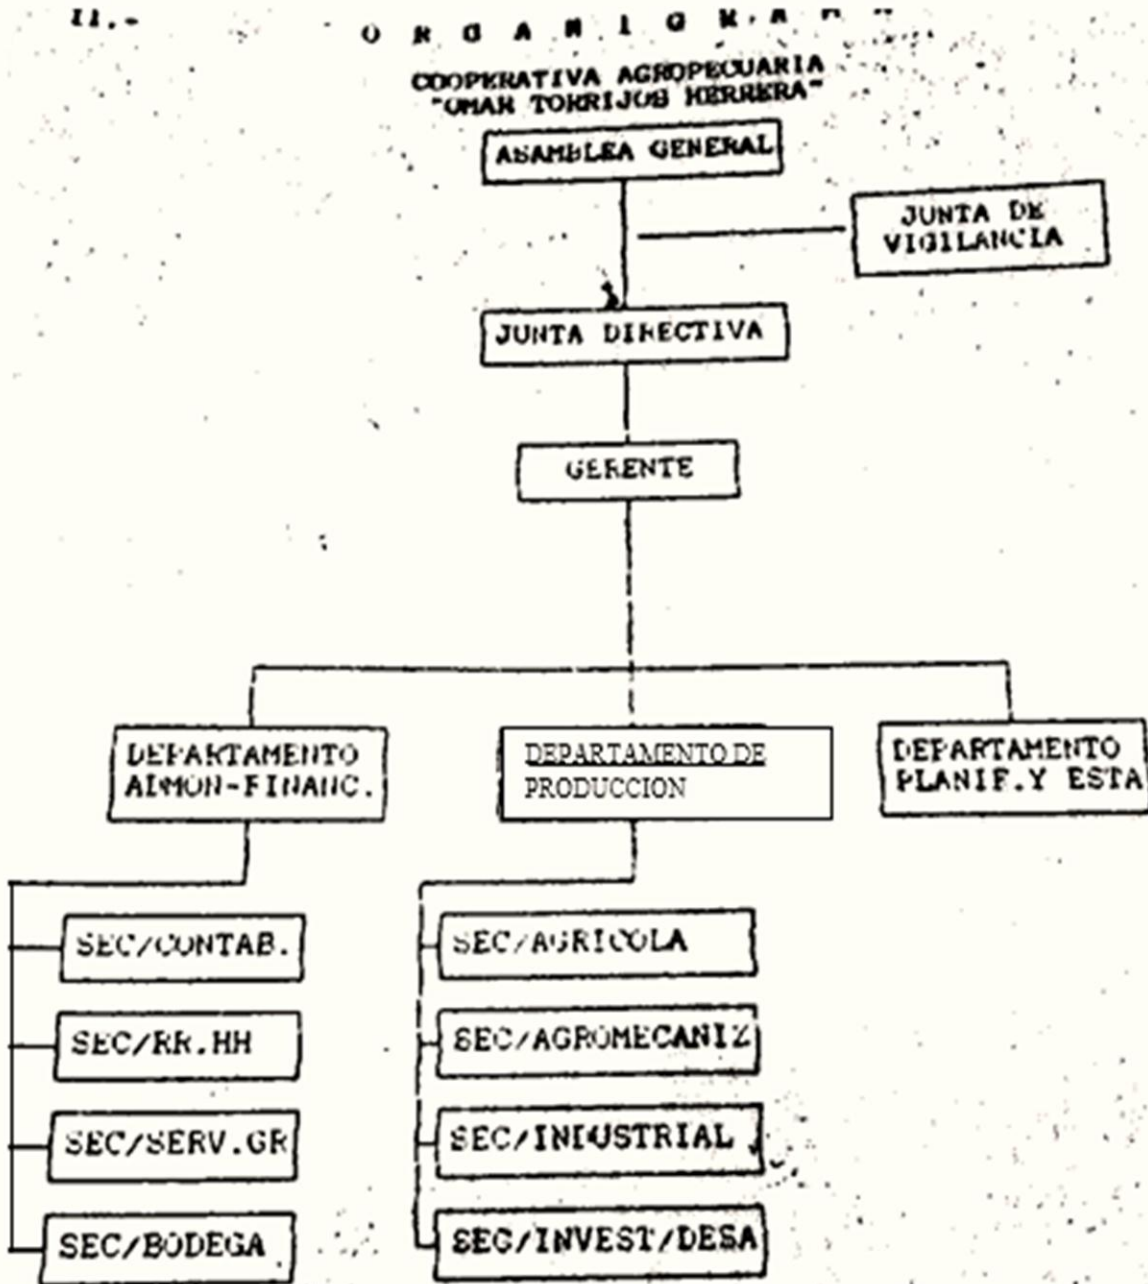 II.-
O R G A N I G R A M A
COOPERATIVA AGROPECUARIA
"OMAR TORRIJOS HERRERA"
ASAMBLEA GENERAL
JUNTA DE
VIGILANCIA
JUNTA DIRECTIVA
GERENTE
DEPARTAMENTO
ADMON-FINANC.
DEPARTAMENTO DE
PRODUCCION
DEPARTAMENTO
PLANIF.Y ESTA
SEC/CONTAB.
SEC/RR.HH
SEC/SERV.GR
SEC/BODEGA
SEC/AGRICOLA
SEC/AGROMECANIZ
SEC/INDUSTRIAL
SEC/INVEST/DESA